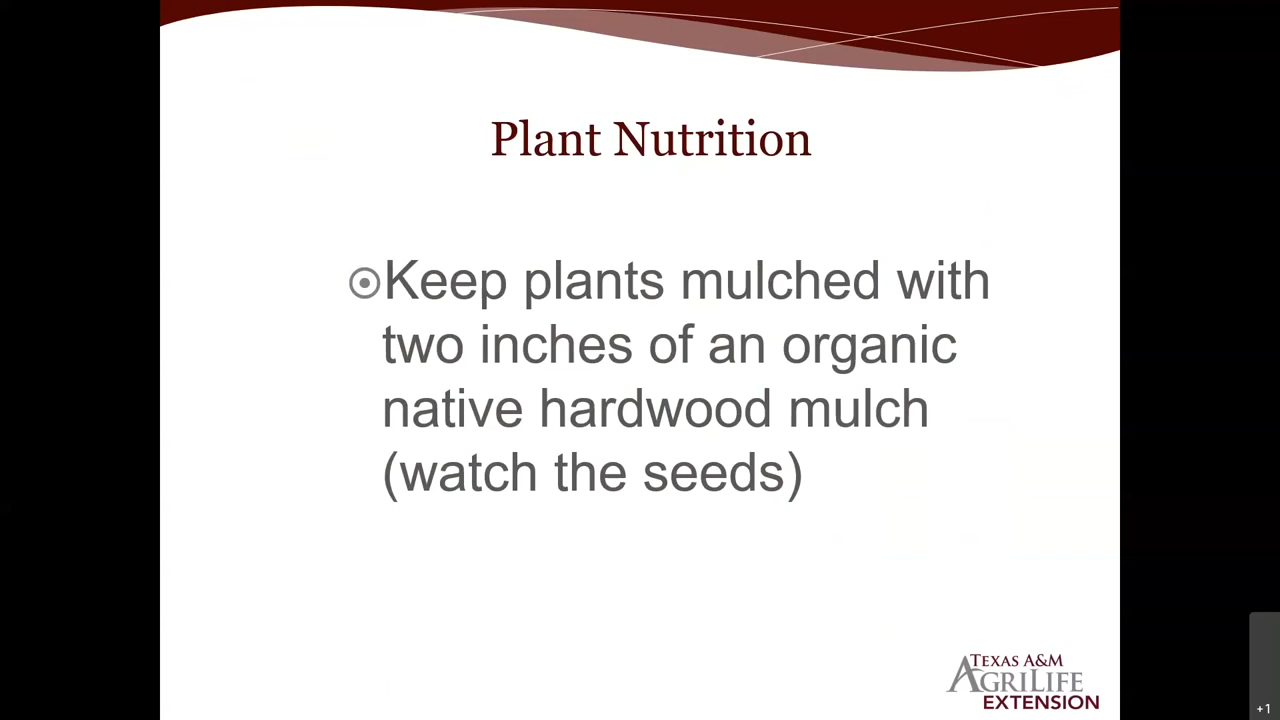 Plant Nutrition
Keep plants mulched with
two inches of an organic
native hardwood mulch
(watch the seeds)
TEXAS A&M
AGRILIFE
EXTENSION
+1